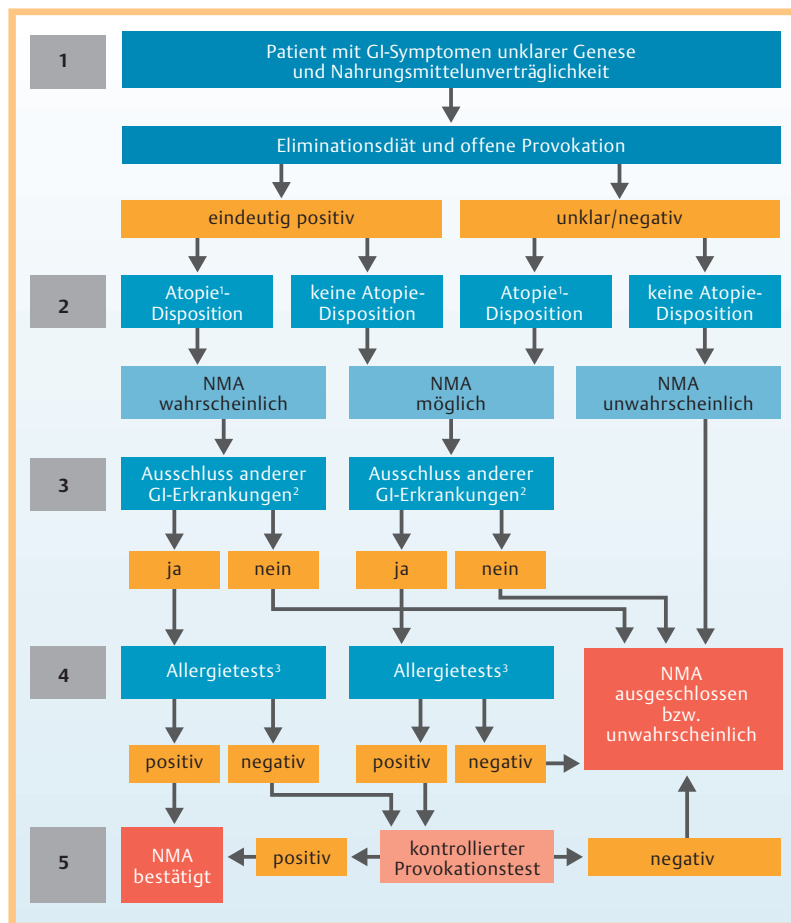 1
Patient mit GI-Symptomen unklarer Genese
und Nahrungsmittelunverträglichkeit
Eliminationsdiät und offene Provokation
eindeutig positiv
unklar/negativ
2
Atopie¹-
Disposition
keine Atopie-
Disposition
Atopie¹-
Disposition
keine Atopie-
Disposition
NMA
wahrscheinlich
NMA
möglich
NMA
unwahrscheinlich
3
Ausschluss anderer
GI-Erkrankungen²
Ausschluss anderer
GI-Erkrankungen²
ja
nein
ja
nein
4
Allergietests³
Allergietests³
NMA
ausgeschlossen
bzw.
unwahrscheinlich
positiv
negativ
positiv
negativ
5
NMA
bestätigt
positiv
kontrollierter
Provokationstest
negativ